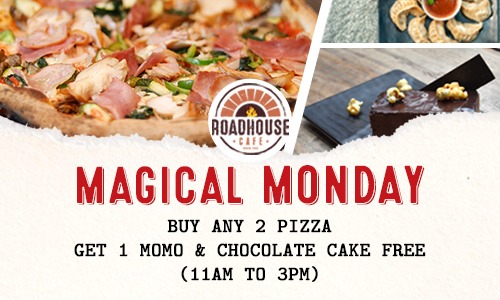 ROADHOUSE
CAFE
MAGICAL MONDAY
BUY ANY 2 PIZZA
GET 1 MOMO & CHOCOLATE CAKE FREE
(11AM TO 3PM)